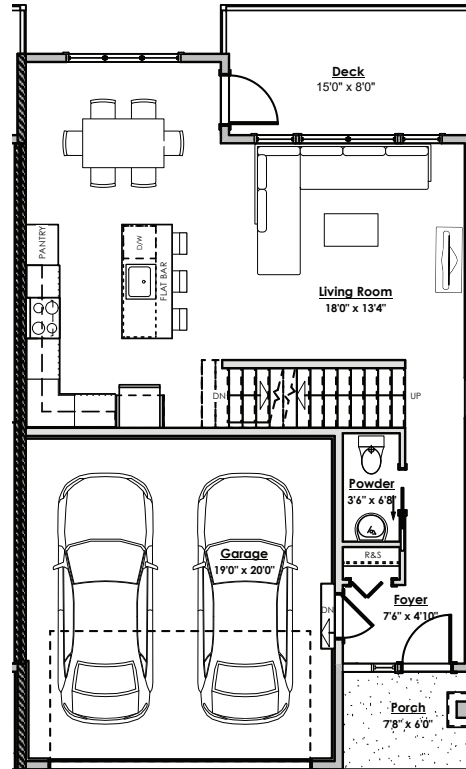 Deck
15'0" x 8'0"
PANTRY
D/W
FLAT BAR
Living Room
18'0" x 13'4"
DN
UP
Powder
3'6" x 6'8"
Garage
19'0" x 20'0"
R&S
DN
Foyer
7'6" x 4'10"
Porch
7'8" x 6'0"